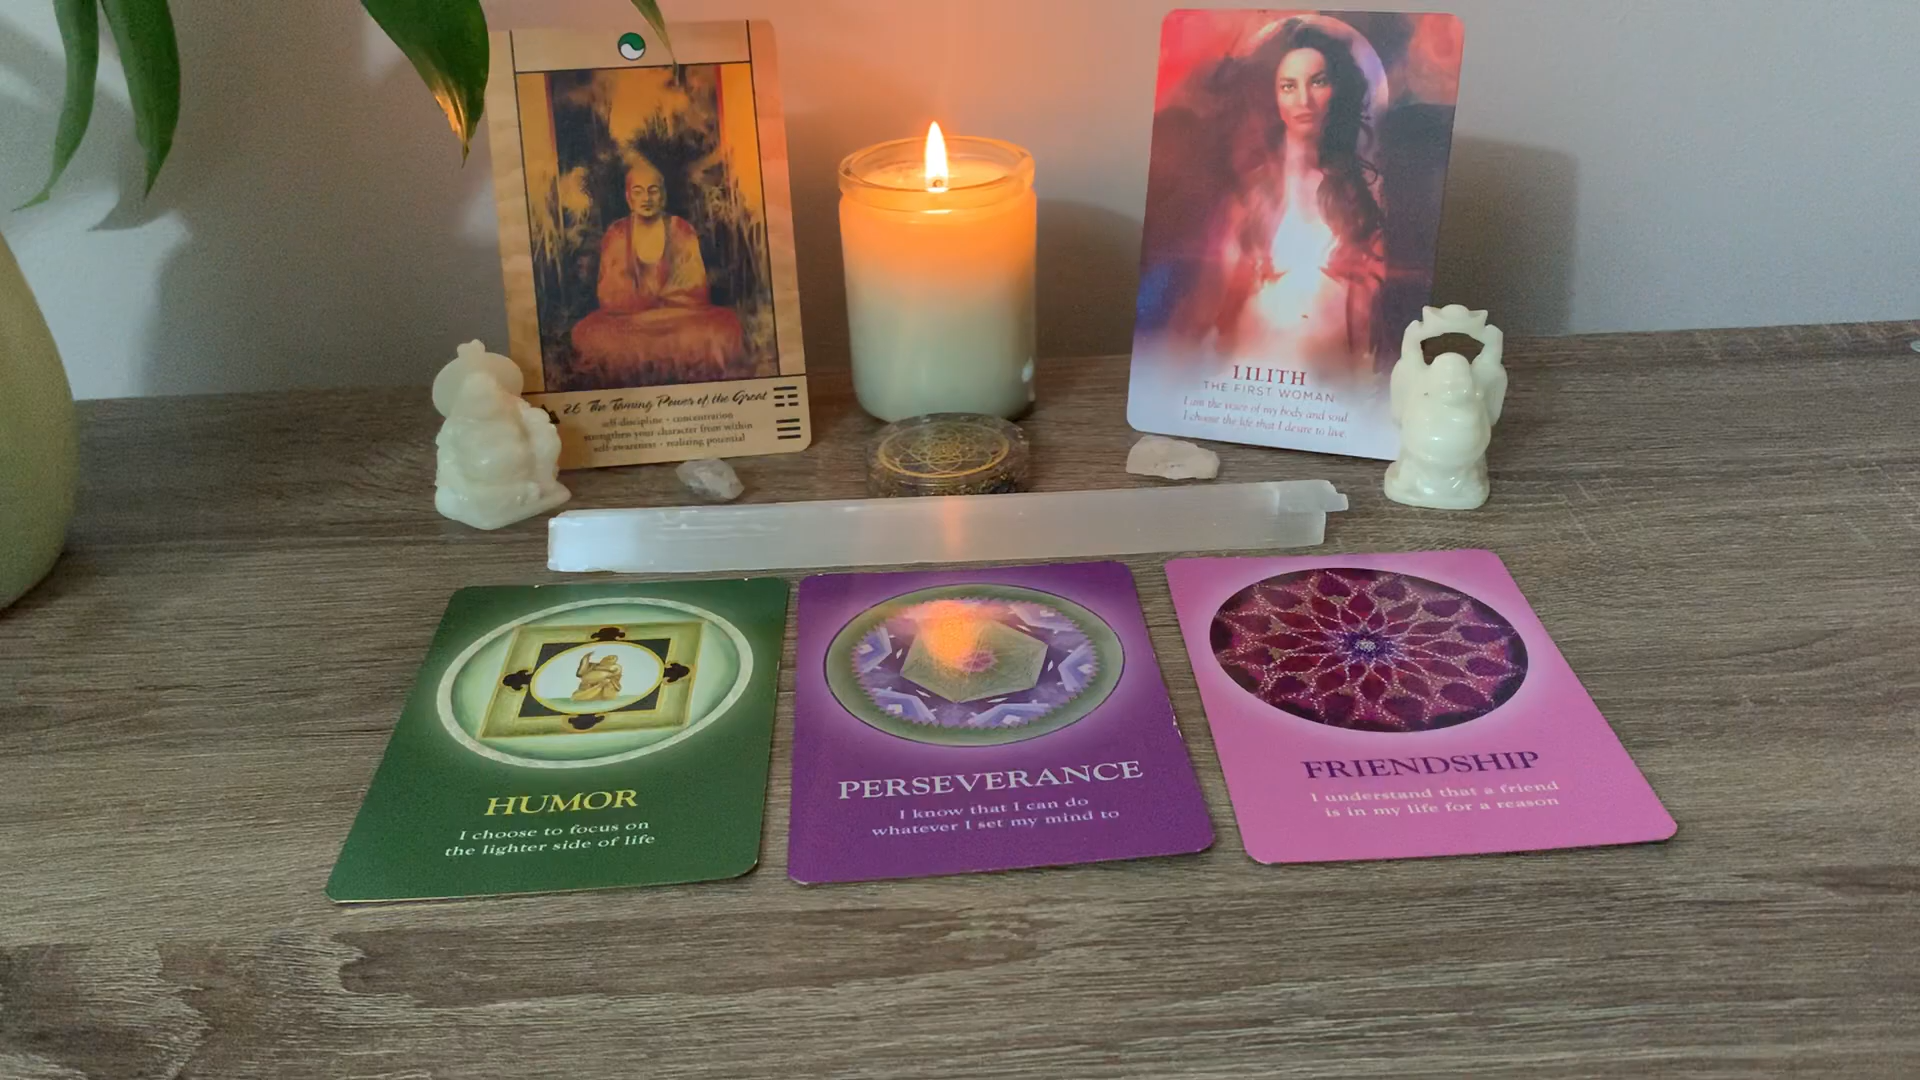 26 The Taming Power of the Great
self-discipline • concentration
strengthen your character from within
self-awareness • realizing potential
LILITH
THE FIRST WOMAN
I am the voice of my body and soul
I choose the life that I desire to live
HUMOR
I choose to focus on
the lighter side of life
PERSEVERANCE
I know that I can do
whatever I set my mind to
FRIENDSHIP
I understand that a friend
is in my life for a reason